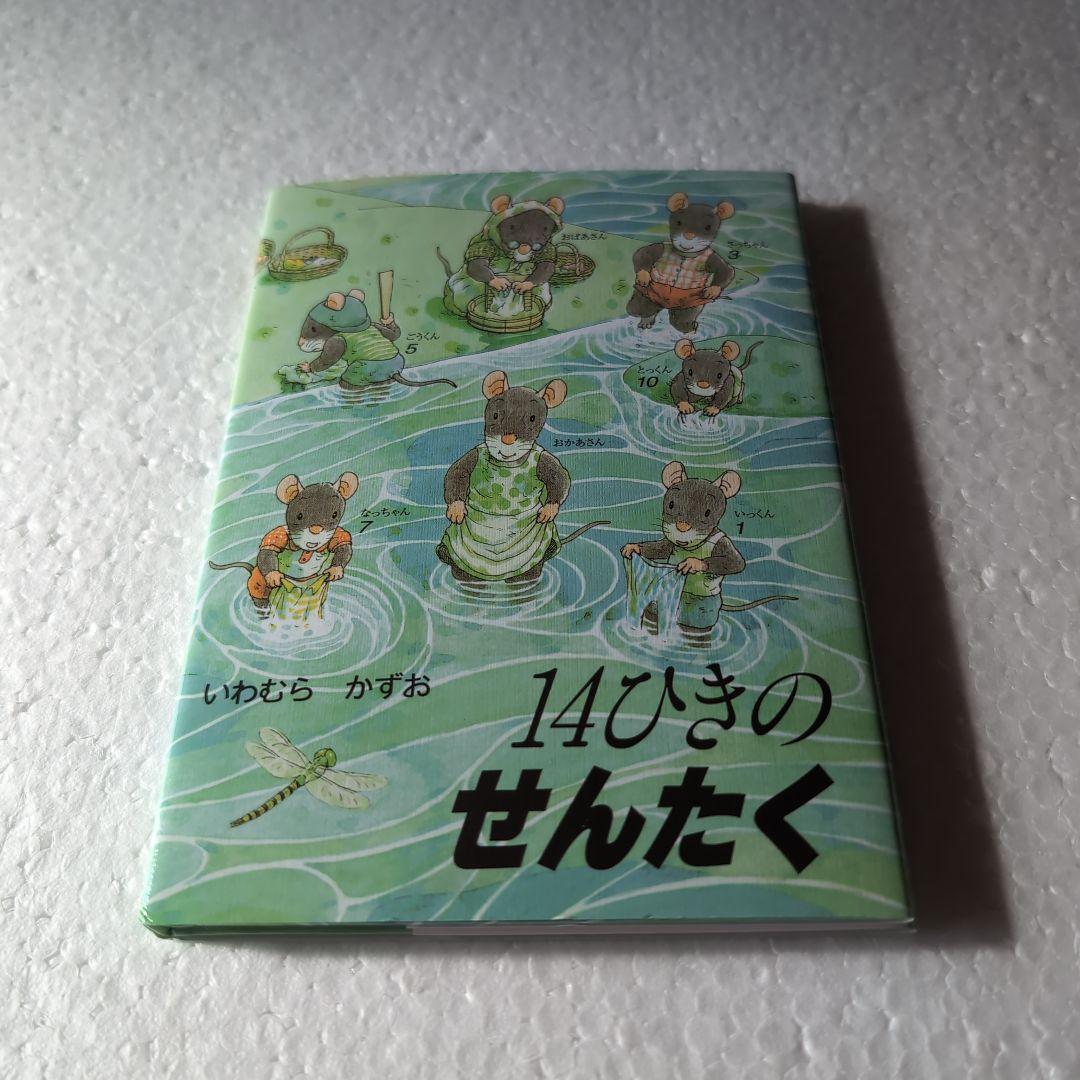 おばあさん
さっちゃん
3
ごうくん
5
とっくん
10
おかあさん
なっちゃん
7
いっくん
1
いわむら かずお
14ひきの
せんたく